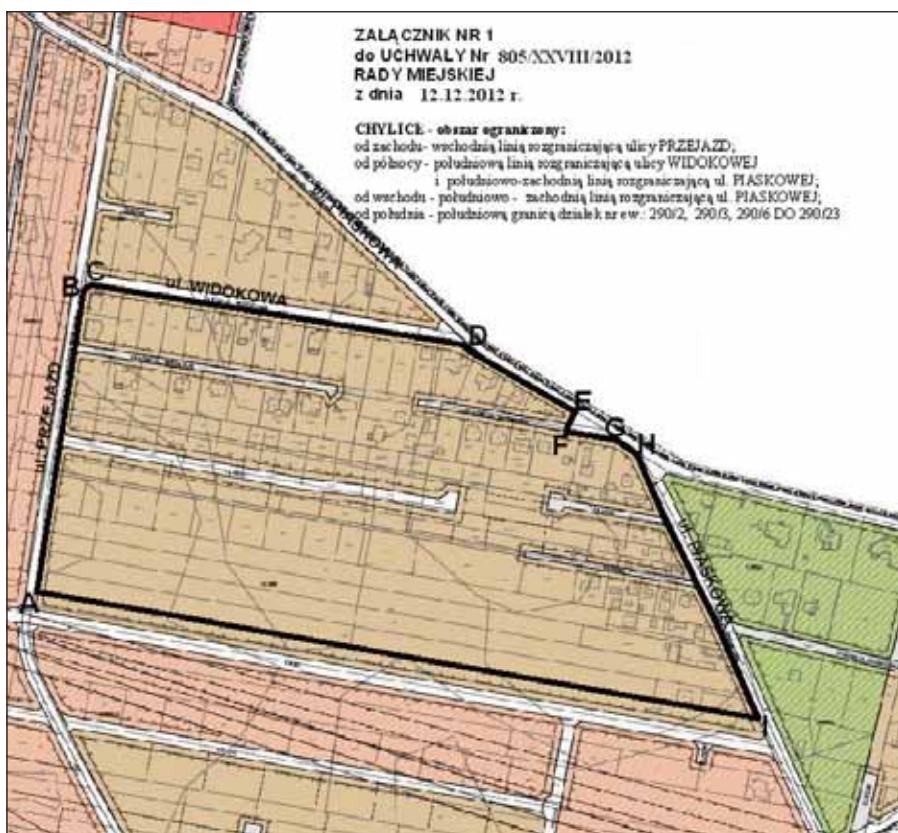 ZAŁĄCZNIK NR 1
do UCHWAŁY Nr 805/XXVIII/2012
RADY MIEJSKIEJ
z dnia 12.12.2012 r.
CHYLICE - obszar ograniczony:
od zachodu- wschodnią linią rozgraniczającą ulicy PRZEJAZD;
od północy - południową linią rozgraniczającą ulicy WIDOKOWEJ
i południowo-zachodnią linią rozgraniczającą ul. PIASKOWEJ;
od wschodu - południowo - zachodnią linią rozgraniczającą ul. PIASKOWEJ;
od południa - południową granicą działek nr ew.: 290/2, 290/3, 290/6 DO 290/23
ul. PIASKOWA
B
C
ul. WIDOKOWA
D
E
F
G
H
ul. PRZEJAZD
ul. PIASKOWA
A
I